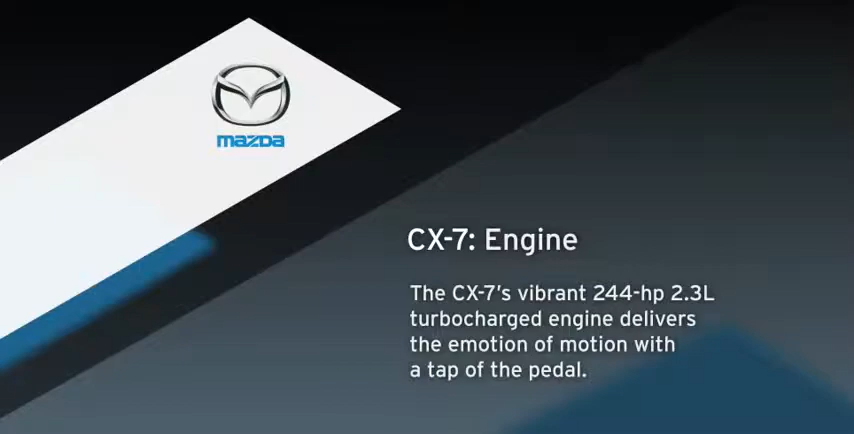 mazda
CX-7: Engine
The CX-7's vibrant 244-hp 2.3L
turbocharged engine delivers
the emotion of motion with
a tap of the pedal.